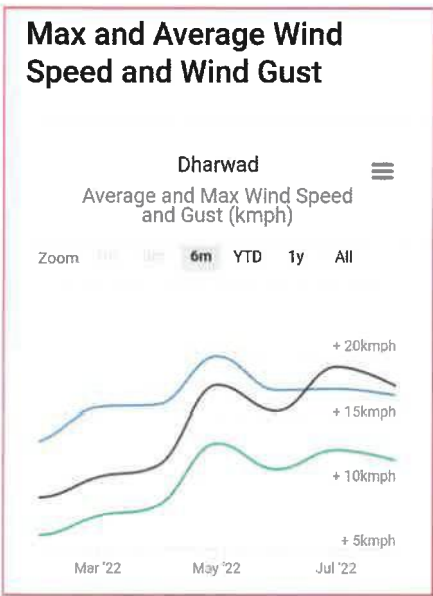 Max and Average Wind
Speed and Wind Gust
Dharwad
Average and Max Wind Speed
and Gust (kmph)
Zoom 6m YTD 1y All
+ 20kmph
+ 15kmph
+ 10kmph
+ 5kmph
Mar '22 May '22 Jul '22